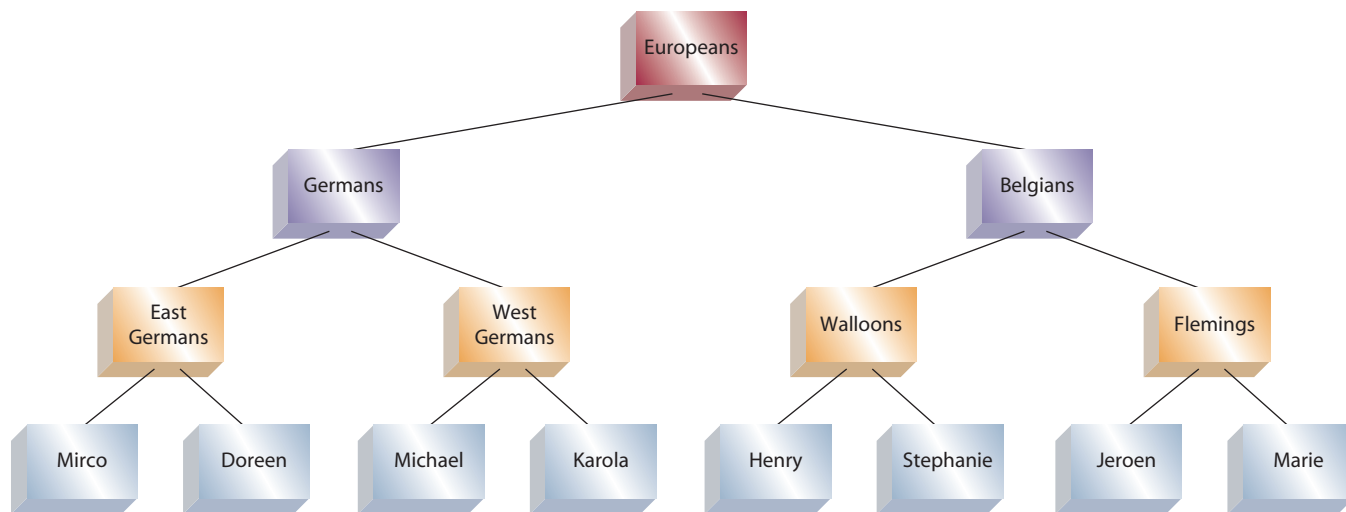 Europeans
Germans
Belgians
East
Germans
West
Germans
Walloons
Flemings
Mirco
Doreen
Michael
Karola
Henry
Stephanie
Jeroen
Marie